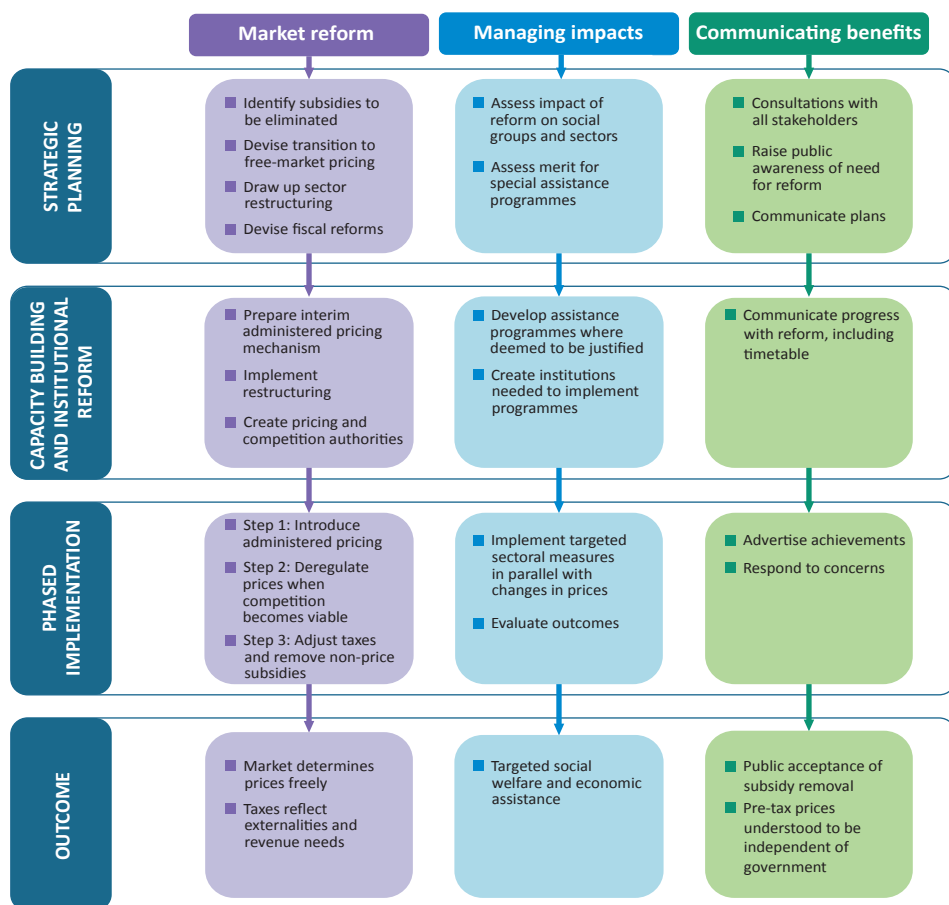 Market reform
Managing impacts
Communicating benefits
STRATEGIC
PLANNING
Identify subsidies to
be eliminated
Devise transition to
free-market pricing
Draw up sector
restructuring
Devise fiscal reforms
Assess impact of
reform on social
groups and sectors
Assess merit for
special assistance
programmes
Consultations with
all stakeholders
Raise public
awareness of need
for reform
Communicate plans
CAPACITY BUILDING
AND INSTITUTIONAL
REFORM
Prepare interim
administered pricing
mechanism
Implement
restructuring
Create pricing and
competition authorities
Develop assistance
programmes where
deemed to be justified
Create institutions
needed to implement
programmes
Communicate progress
with reform, including
timetable
PHASED
IMPLEMENTATION
Step 1: Introduce
administered pricing
Step 2: Deregulate
prices when
competition
becomes viable
Step 3: Adjust taxes
and remove non-price
subsidies
Implement targeted
sectoral measures
in parallel with
changes in prices
Evaluate outcomes
Advertise achievements
Respond to concerns
OUTCOME
Market determines
prices freely
Taxes reflect
externalities and
revenue needs
Targeted social
welfare and economic
assistance
Public acceptance of
subsidy removal
Pre-tax prices
understood to be
independent of
government